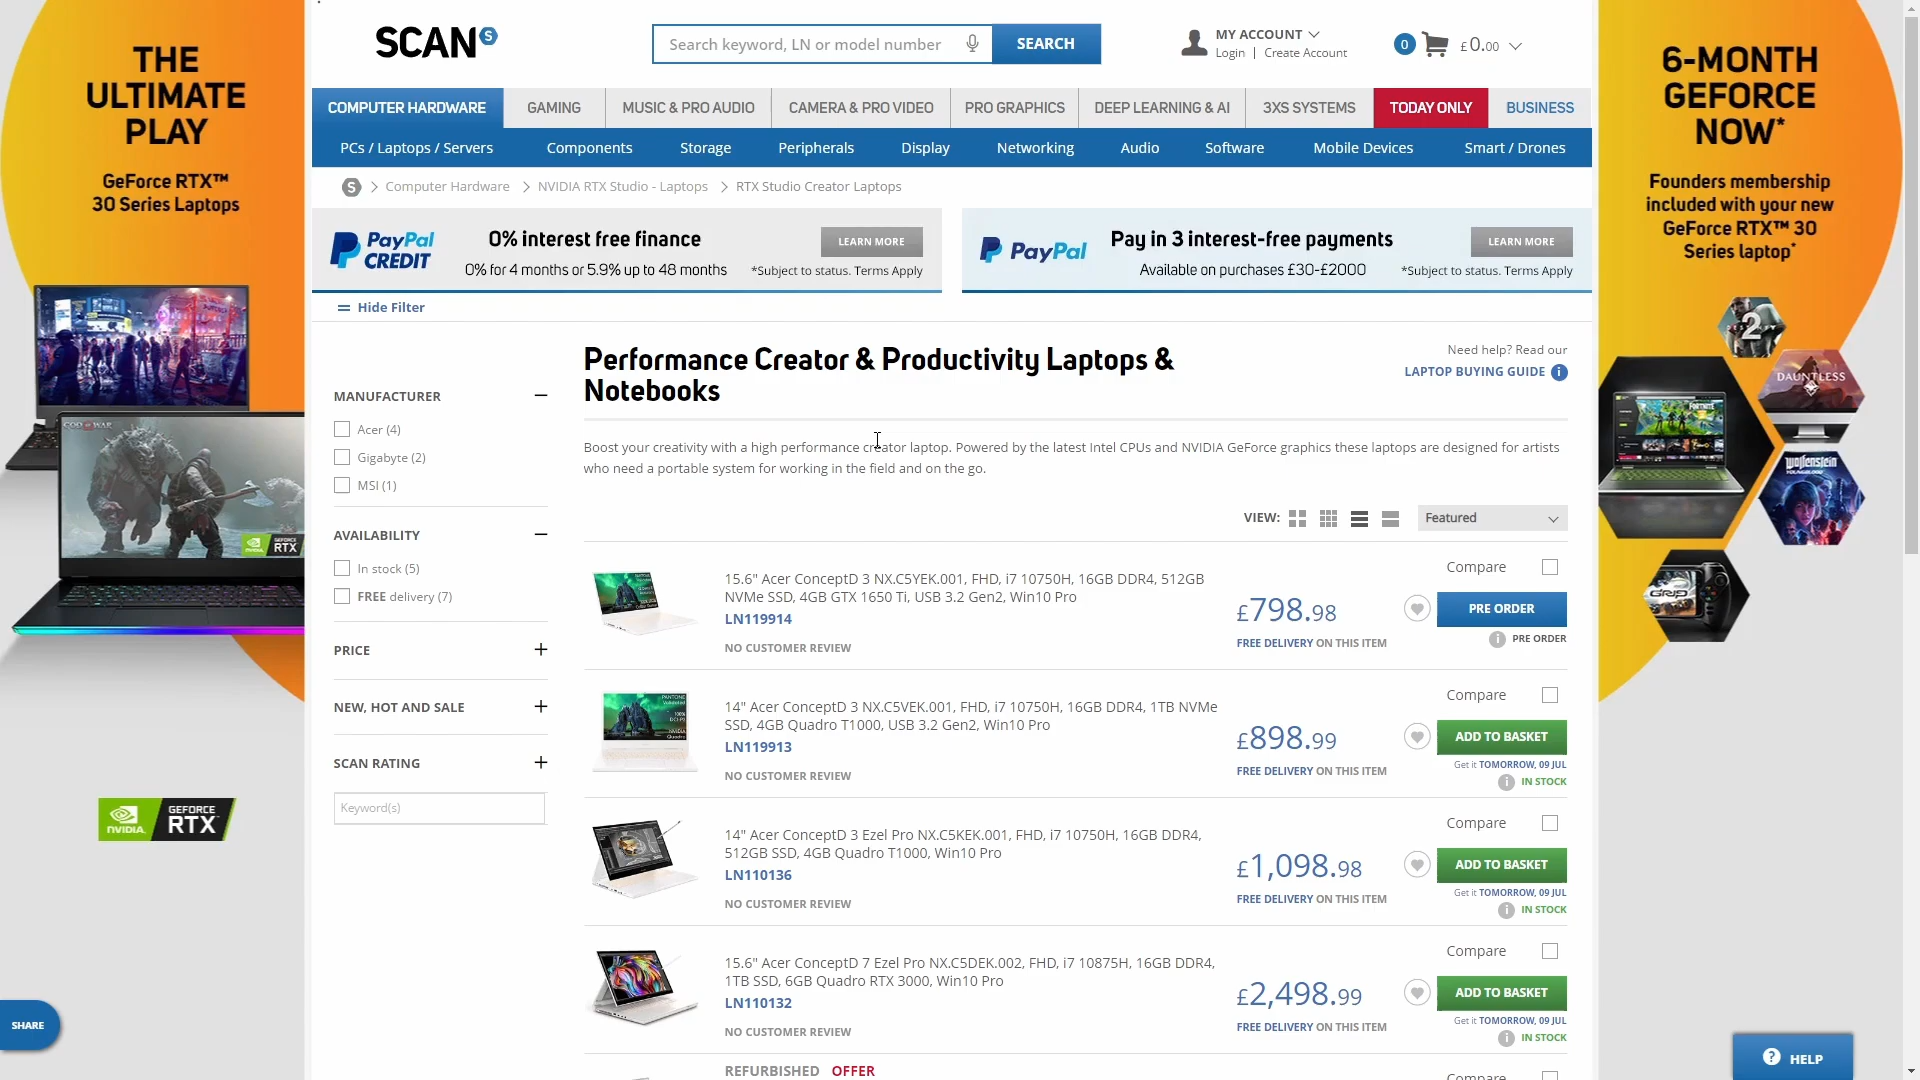 THE
ULTIMATE
PLAY
GeForce RTX™
30 Series Laptops
GOD OF WAR
NVIDIA RTX
NVIDIA. GEFORCE RTX
SHARE
SCAN S
Search keyword, LN or model number
SEARCH
MY ACCOUNT
Login | Create Account
0 £0.00
COMPUTER HARDWARE GAMING MUSIC & PRO AUDIO CAMERA & PRO VIDEO PRO GRAPHICS DEEP LEARNING & AI 3XS SYSTEMS TODAY ONLY BUSINESS
PCs / Laptops / Servers Components Storage Peripherals Display Networking Audio Software Mobile Devices Smart / Drones
S > Computer Hardware > NVIDIA RTX Studio - Laptops > RTX Studio Creator Laptops
PayPal CREDIT
0% interest free finance
LEARN MORE
0% for 4 months or 5.9% up to 48 months
*Subject to status. Terms Apply
PayPal
Pay in 3 interest-free payments
LEARN MORE
Available on purchases £30-£2000
*Subject to status. Terms Apply
Hide Filter
MANUFACTURER
Acer (4)
Gigabyte (2)
MSI (1)
AVAILABILITY
In stock (5)
FREE delivery (7)
PRICE
NEW, HOT AND SALE
SCAN RATING
Keyword(s)
Performance Creator & Productivity Laptops &
Notebooks
Need help? Read our
LAPTOP BUYING GUIDE i
Boost your creativity with a high performance creator laptop. Powered by the latest Intel CPUs and NVIDIA GeForce graphics these laptops are designed for artists
who need a portable system for working in the field and on the go.
VIEW: Featured
15.6" Acer ConceptD 3 NX.C5YEK.001, FHD, i7 10750H, 16GB DDR4, 512GB
NVMe SSD, 4GB GTX 1650 Ti, USB 3.2 Gen2, Win10 Pro
LN119914
NO CUSTOMER REVIEW
£798.98
FREE DELIVERY ON THIS ITEM
Compare
PRE ORDER
i PRE ORDER
PANTONE
Validated
100%
DCI-P3
NVIDIA
Quadro
14" Acer ConceptD 3 NX.C5VEK.001, FHD, i7 10750H, 16GB DDR4, 1TB NVMe
SSD, 4GB Quadro T1000, USB 3.2 Gen2, Win10 Pro
LN119913
NO CUSTOMER REVIEW
£898.99
FREE DELIVERY ON THIS ITEM
Compare
ADD TO BASKET
Get it TOMORROW, 09 JUL
i IN STOCK
14" Acer ConceptD 3 Ezel Pro NX.C5KEK.001, FHD, i7 10750H, 16GB DDR4,
512GB SSD, 4GB Quadro T1000, Win10 Pro
LN110136
NO CUSTOMER REVIEW
£1,098.98
FREE DELIVERY ON THIS ITEM
Compare
ADD TO BASKET
Get it TOMORROW, 09 JUL
i IN STOCK
15.6" Acer ConceptD 7 Ezel Pro NX.C5DEK.002, FHD, i7 10875H, 16GB DDR4,
1TB SSD, 6GB Quadro RTX 3000, Win10 Pro
LN110132
NO CUSTOMER REVIEW
£2,498.99
FREE DELIVERY ON THIS ITEM
Compare
ADD TO BASKET
Get it TOMORROW, 09 JUL
i IN STOCK
REFURBISHED OFFER
Compare
6-MONTH
GEFORCE
NOW*
Founders membership
included with your new
GeForce RTX™ 30
Series laptop*
DESTINY 2
DAUNTLESS
FORTNITE
Wolfenstein
YOUNGBLOOD
GRID
? HELP